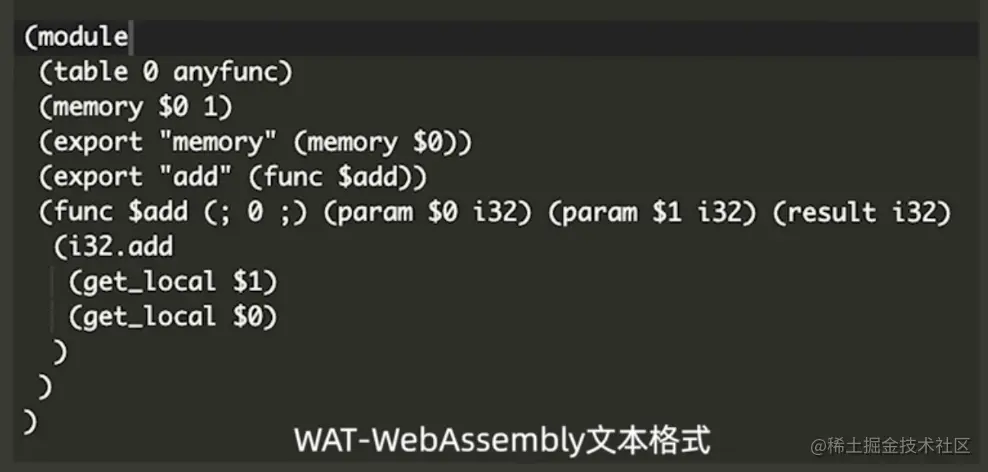 (module
(table 0 anyfunc)
(memory $0 1)
(export "memory" (memory $0))
(export "add" (func $add))
(func $add (; 0 ;) (param $0 i32) (param $1 i32) (result i32)
(i32.add
(get_local $1)
(get_local $0)
)
)
)
WAT-WebAssembly文本格式
@稀土掘金技术社区